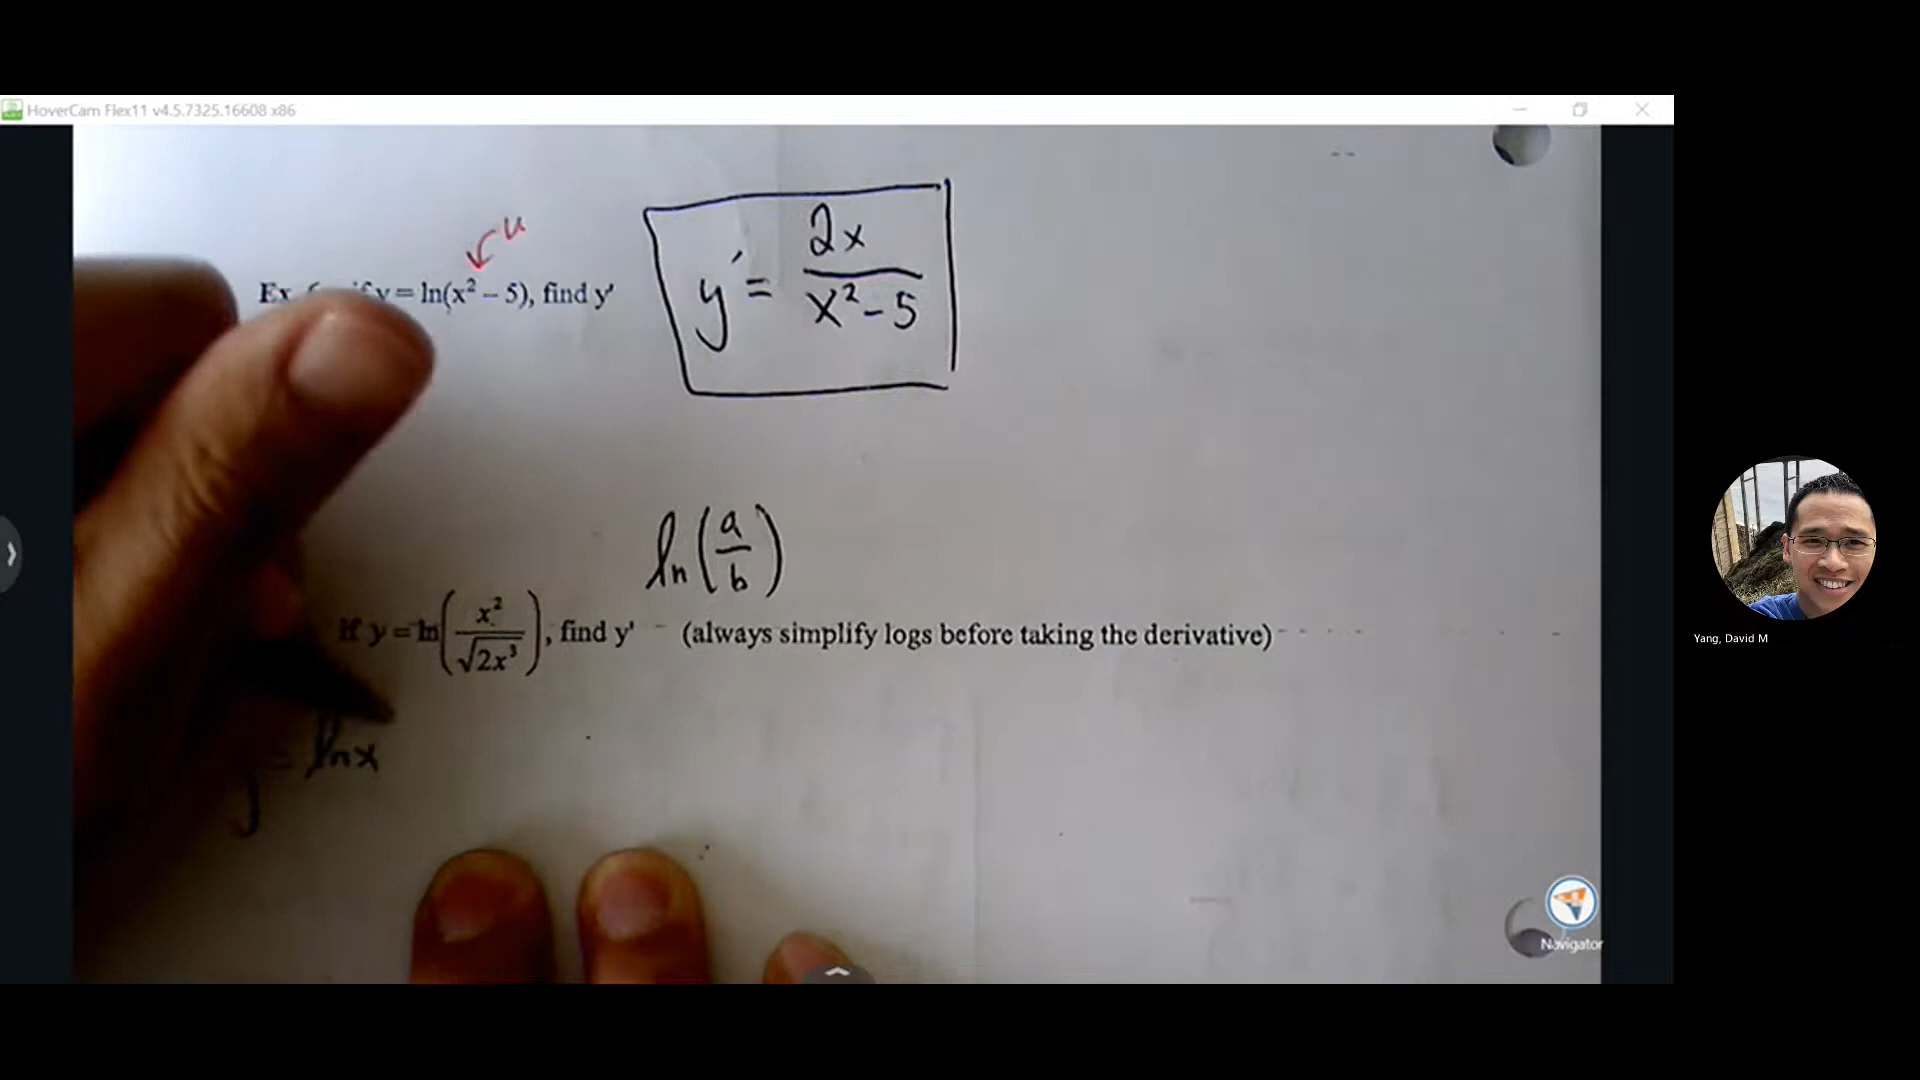 HoverCam Flex11 v4.5.7325.16608 x86
u
Ex. if y = ln(x² – 5), find y'
y' = 2x / x² - 5
ln(a/b)
if y = ln(x² / √2x³), find y' (always simplify logs before taking the derivative)
y = ln x
Yang, David M
Navigator